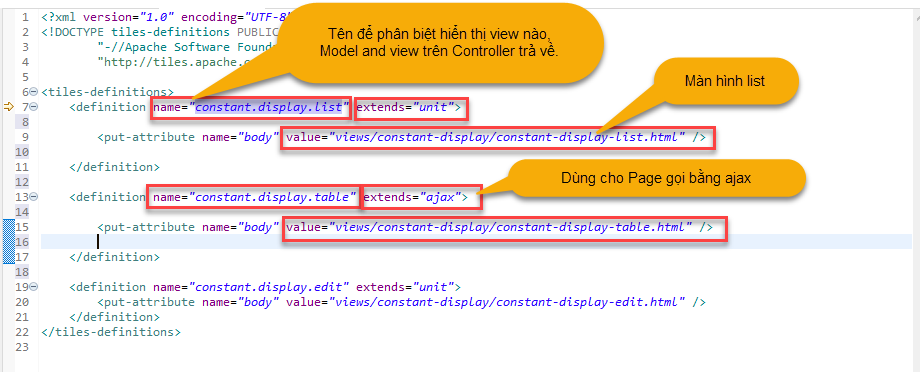 1 <?xml version="1.0" encoding="UTF-8
2 <!DOCTYPE tiles-definitions PUBLIC
Tên để phân biệt hiển thị view nào,
Model and view trên Controller trả về.
3 "-//Apache Software Found
4 "http://tiles.apache.o
5
6 <tiles-definitions>
Màn hình list
7 <definition name="constant.display.list" extends="unit">
8
9 <put-attribute name="body" value="views/constant-display/constant-display-list.html" />
10
11 </definition>
12
Dùng cho Page gọi bằng ajax
13 <definition name="constant.display.table" extends="ajax">
14
15 <put-attribute name="body" value="views/constant-display/constant-display-table.html" />
16
17 </definition>
18
19 <definition name="constant.display.edit" extends="unit">
20 <put-attribute name="body" value="views/constant-display/constant-display-edit.html" />
21 </definition>
22 </tiles-definitions>
23